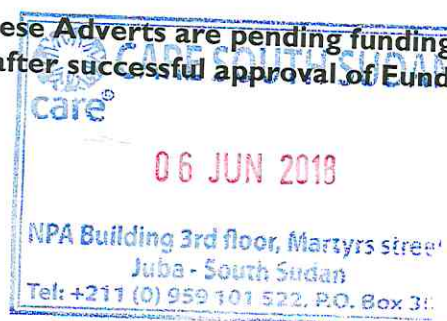 ese Adverts are pending funding
after successful approval of Fund
CARE SOUTH SUDAN
care®
06 JUN 2018
NPA Building 3rd floor, Martyrs street
Juba - South Sudan
Tel: +211 (0) 959 101 522, P.O. Box 3